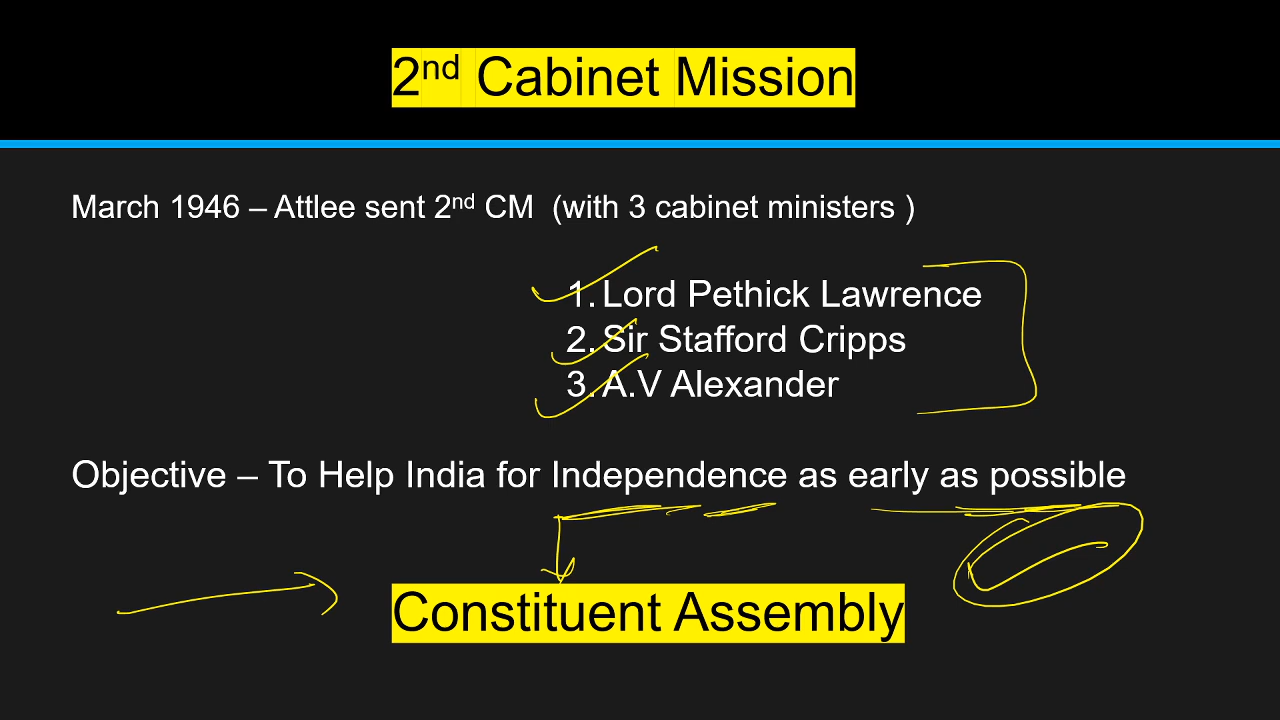 2nd Cabinet Mission
March 1946 – Attlee sent 2nd CM (with 3 cabinet ministers )
1. Lord Pethick Lawrence
2. Sir Stafford Cripps
3. A.V Alexander
Objective – To Help India for Independence as early as possible
Constituent Assembly